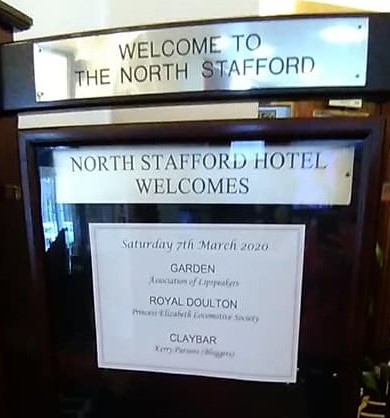 WELCOME TO
THE NORTH STAFFORD
NORTH STAFFORD HOTEL
WELCOMES
Saturday 7th March 2020
GARDEN
Association of Lipspeakers
ROYAL DOULTON
Princess Elizabeth Locomotive Society
CLAYBAR
Kerry Parsons (Bloggers)